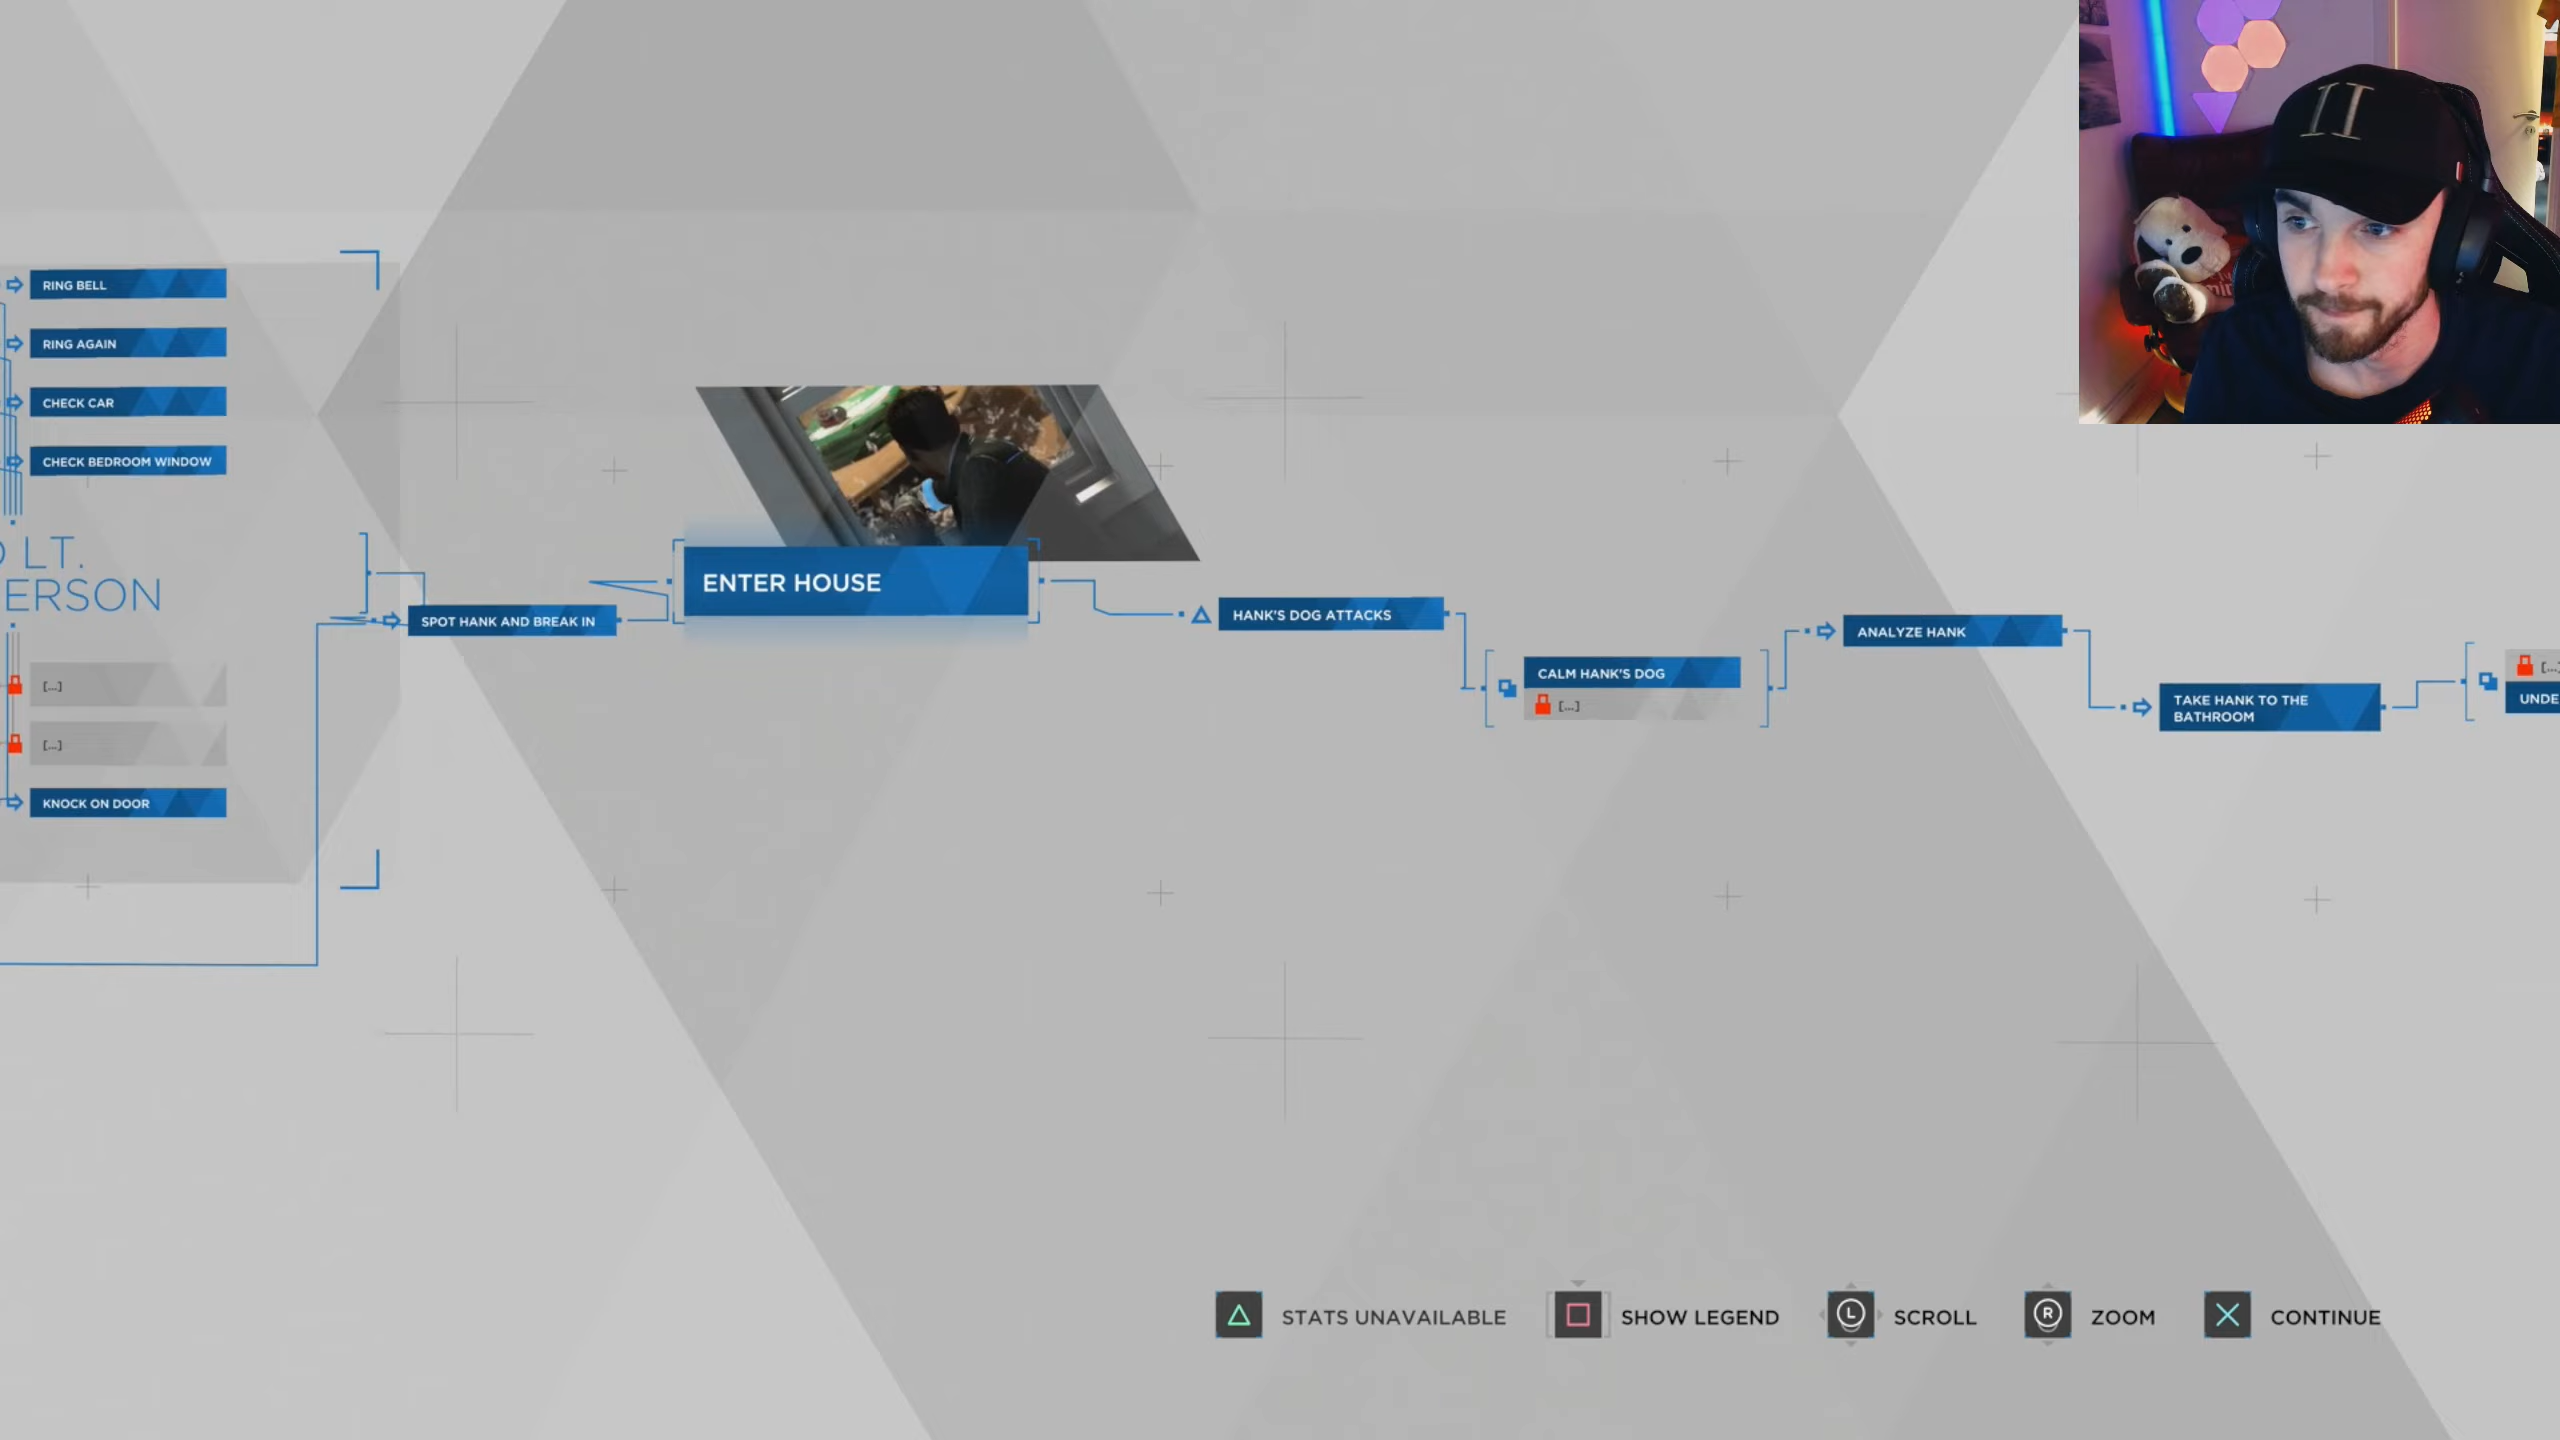 RING BELL
RING AGAIN
CHECK CAR
CHECK BEDROOM WINDOW
LT.
ERSON
[...]
[...]
KNOCK ON DOOR
SPOT HANK AND BREAK IN
ENTER HOUSE
HANK'S DOG ATTACKS
CALM HANK'S DOG
[...]
ANALYZE HANK
TAKE HANK TO THE
BATHROOM
[...
UNDE
STATS UNAVAILABLE
SHOW LEGEND
L
SCROLL
R
ZOOM
CONTINUE
II